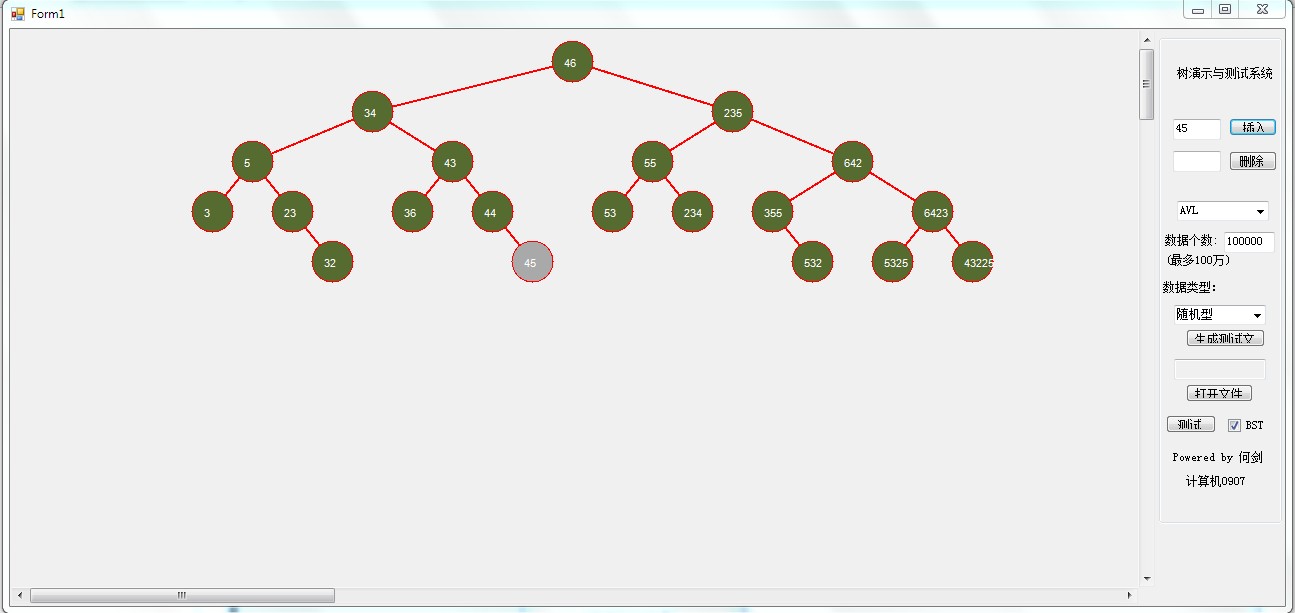 Form1
46
34
235
5
43
55
642
3
23
36
44
53
234
355
6423
32
45
532
5325
43225
树演示与测试系统
45 插入
删除
AVL
数据个数: 100000
(最多100万)
数据类型:
随机型
生成测试文
打开文件
测试 BST
Powered by 何剑
计算机0907